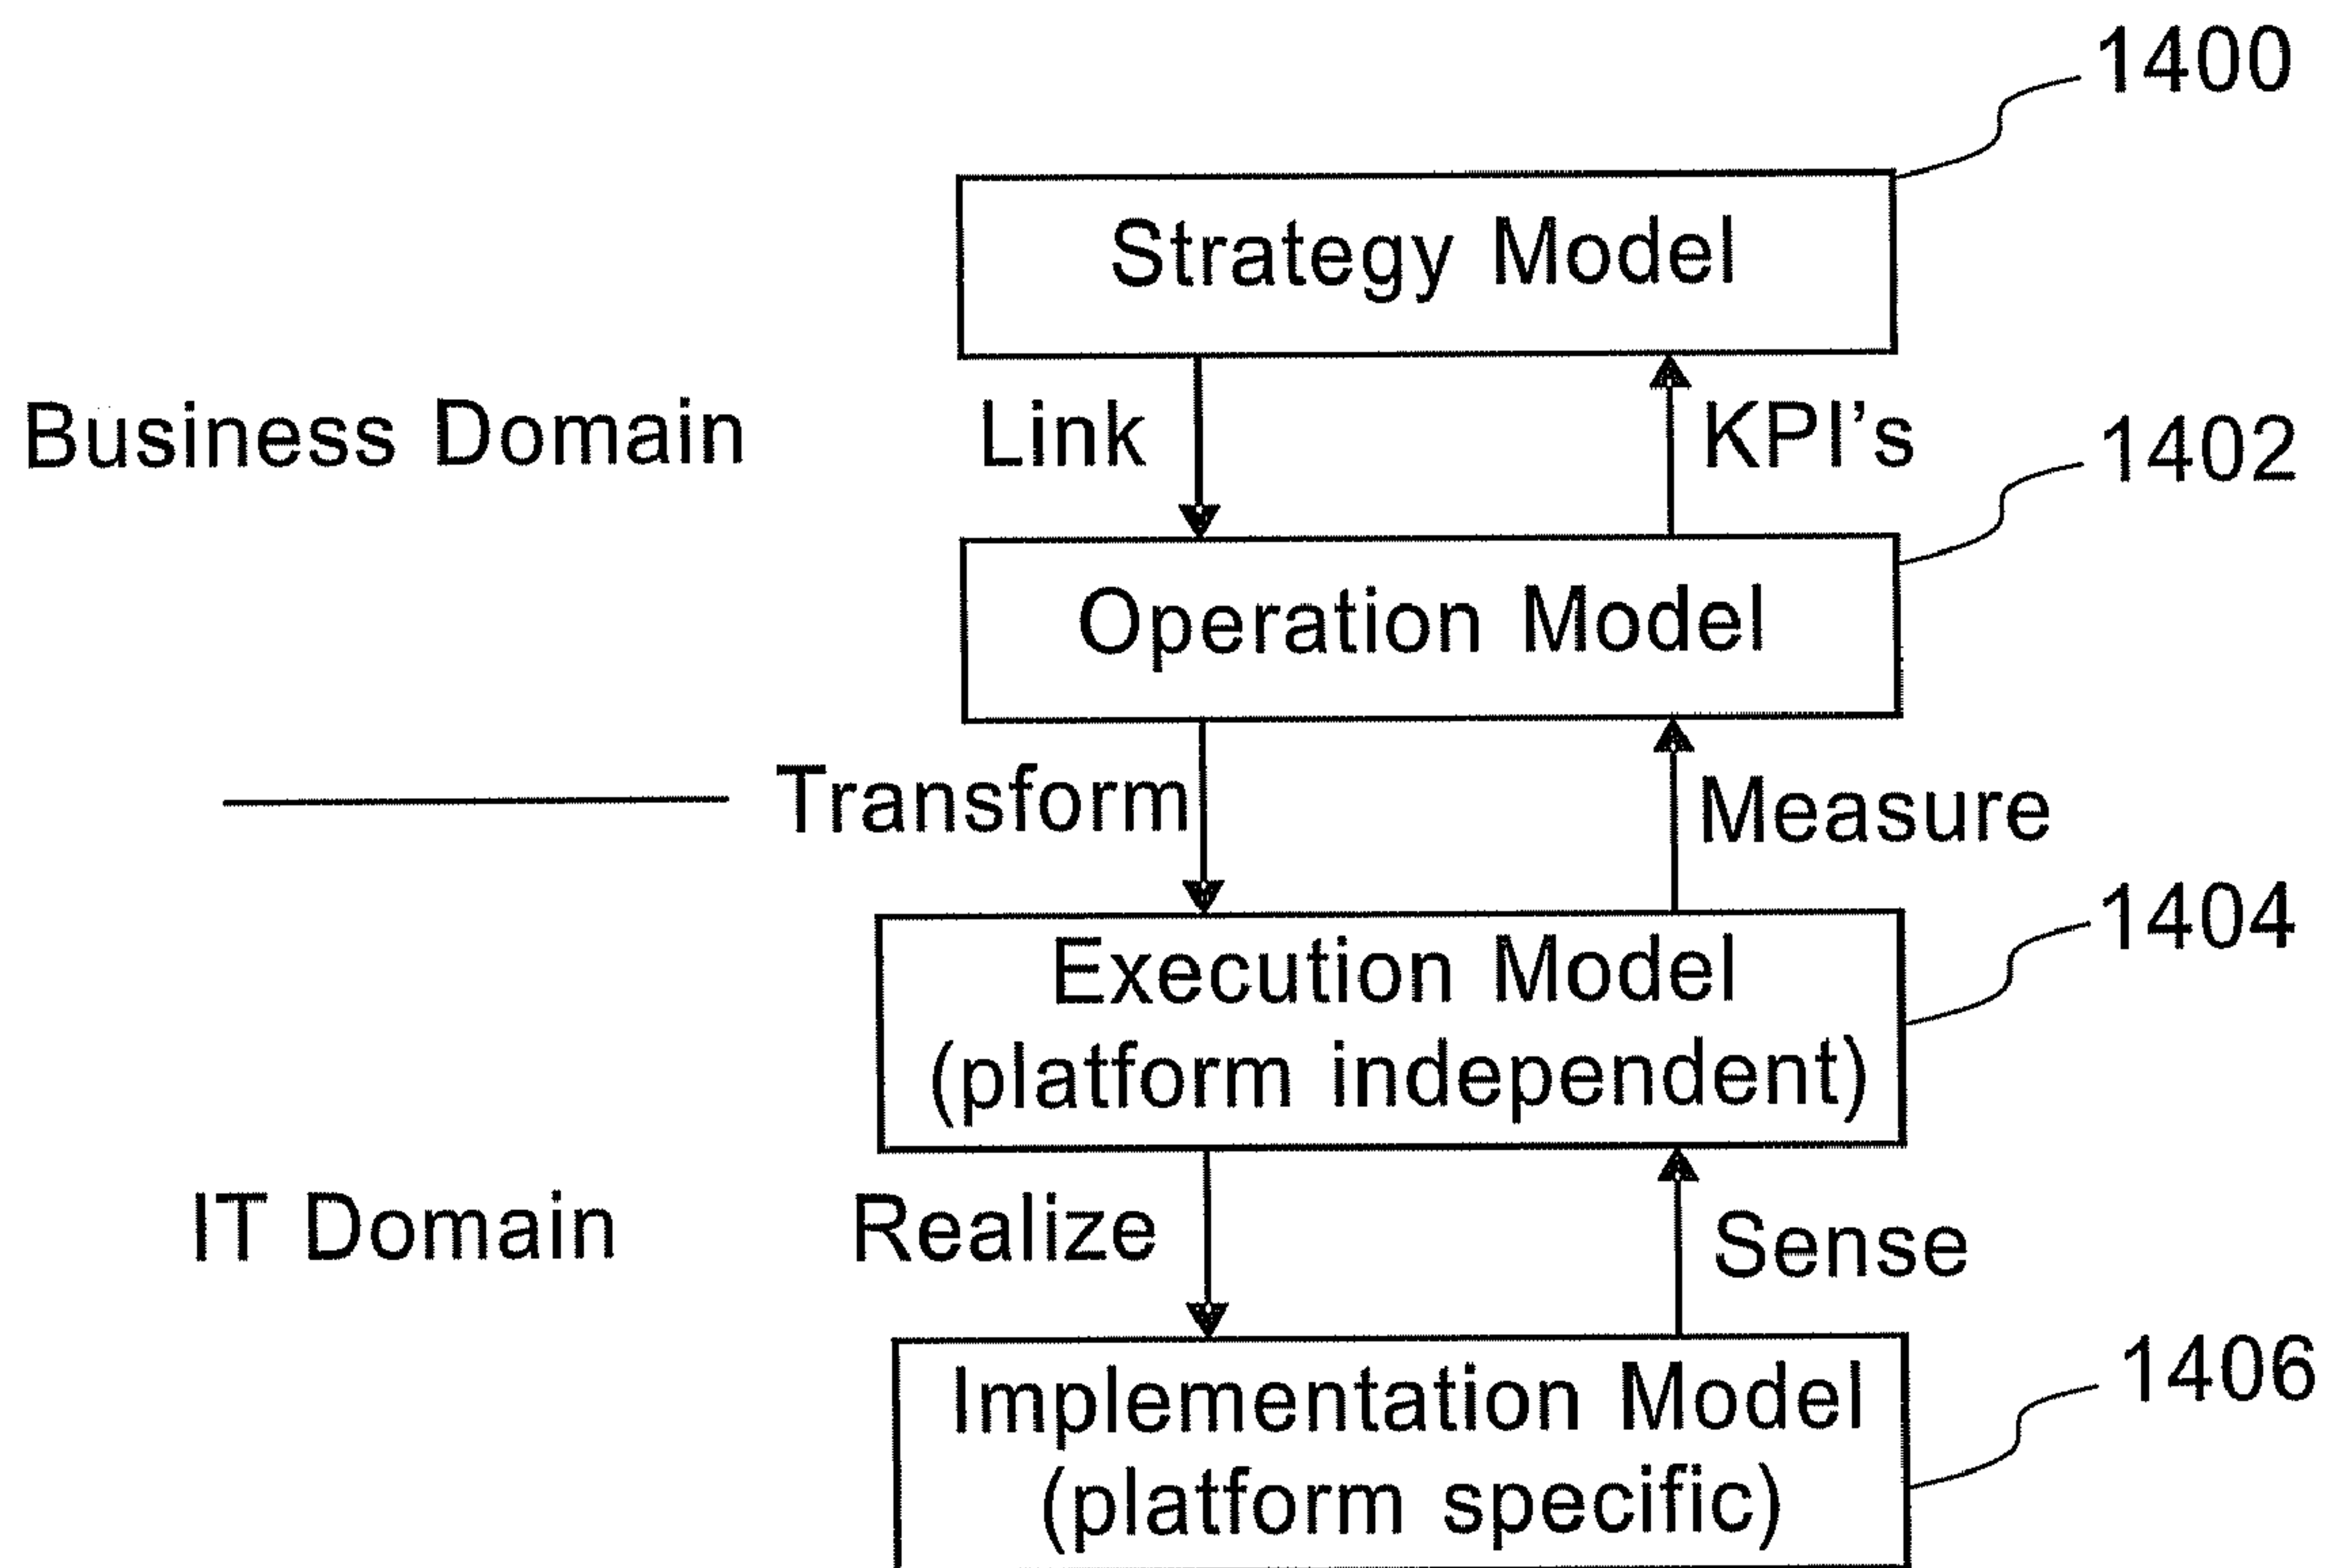 1400
Strategy Model
Business Domain
Link
KPI's
1402
Operation Model
Transform
Measure
1404
Execution Model
(platform independent)
IT Domain
Realize
Sense
1406
Implementation Model
(platform specific)